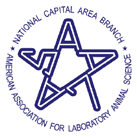 NATIONAL CAPITAL AREA BRANCH
AMERICAN ASSOCIATION FOR LABORATORY ANIMAL SCIENCE